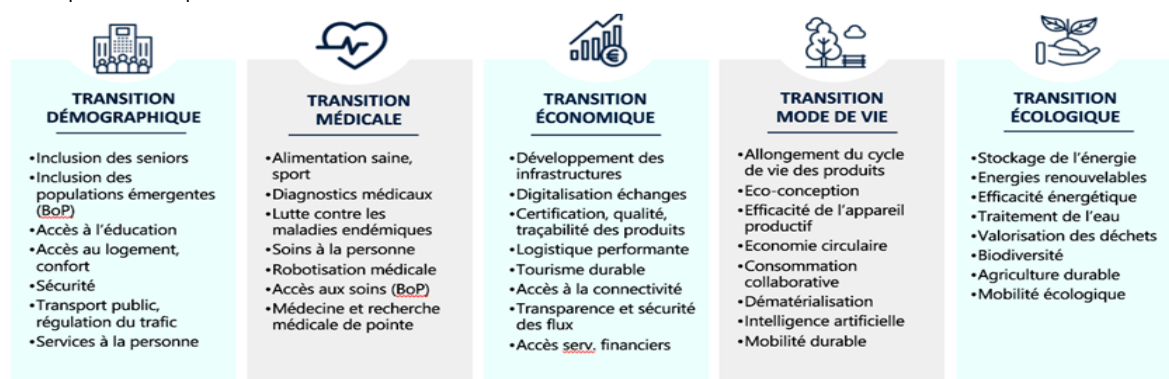 TRANSITION
DÉMOGRAPHIQUE
•Inclusion des seniors
•Inclusion des
populations émergentes
(BoP)
•Accès à l'éducation
•Accès au logement,
confort
•Sécurité
•Transport public,
régulation du trafic
•Services à la personne
TRANSITION
MÉDICALE
•Alimentation saine,
sport
•Diagnostics médicaux
•Lutte contre les
maladies endémiques
•Soins à la personne
•Robotisation médicale
•Accès aux soins (BoP)
•Médecine et recherche
médicale de pointe
TRANSITION
ÉCONOMIQUE
•Développement des
infrastructures
•Digitalisation échanges
•Certification, qualité,
traçabilité des produits
•Logistique performante
•Tourisme durable
•Accès à la connectivité
•Transparence et sécurité
des flux
•Accès serv. financiers
TRANSITION
MODE DE VIE
•Allongement du cycle
de vie des produits
•Eco-conception
•Efficacité de l'appareil
productif
•Economie circulaire
•Consommation
collaborative
•Dématérialisation
•Intelligence artificielle
•Mobilité durable
TRANSITION
ÉCOLOGIQUE
•Stockage de l'énergie
•Energies renouvelables
•Efficacité énergétique
•Traitement de l'eau
•Valorisation des déchets
•Biodiversité
•Agriculture durable
•Mobilité écologique